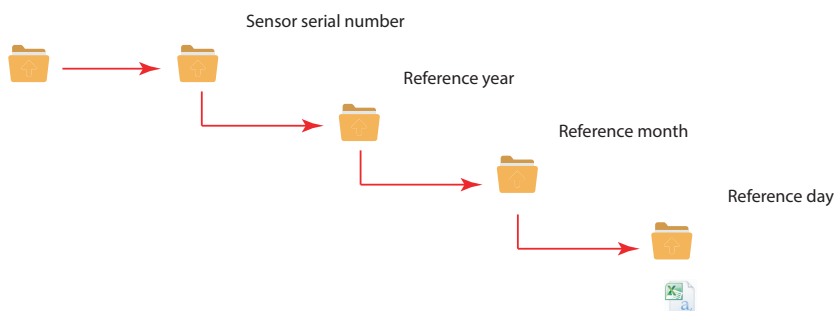 Sensor serial number
Reference year
Reference month
Reference day
a.